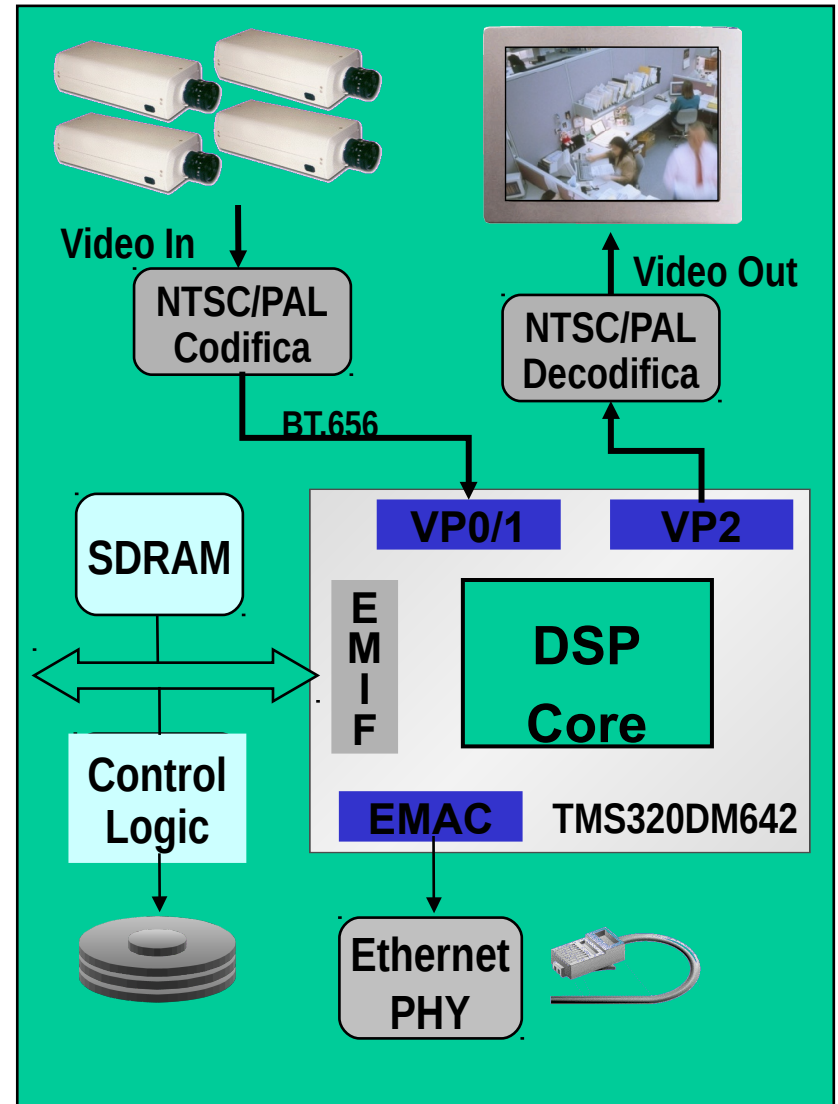 Video In
NTSC/PAL
Codifica
Video Out
NTSC/PAL
Decodifica
BT.656
SDRAM
VP0/1
VP2
E
M
I
F
DSP
Core
Control
Logic
EMAC
TMS320DM642
Ethernet
PHY